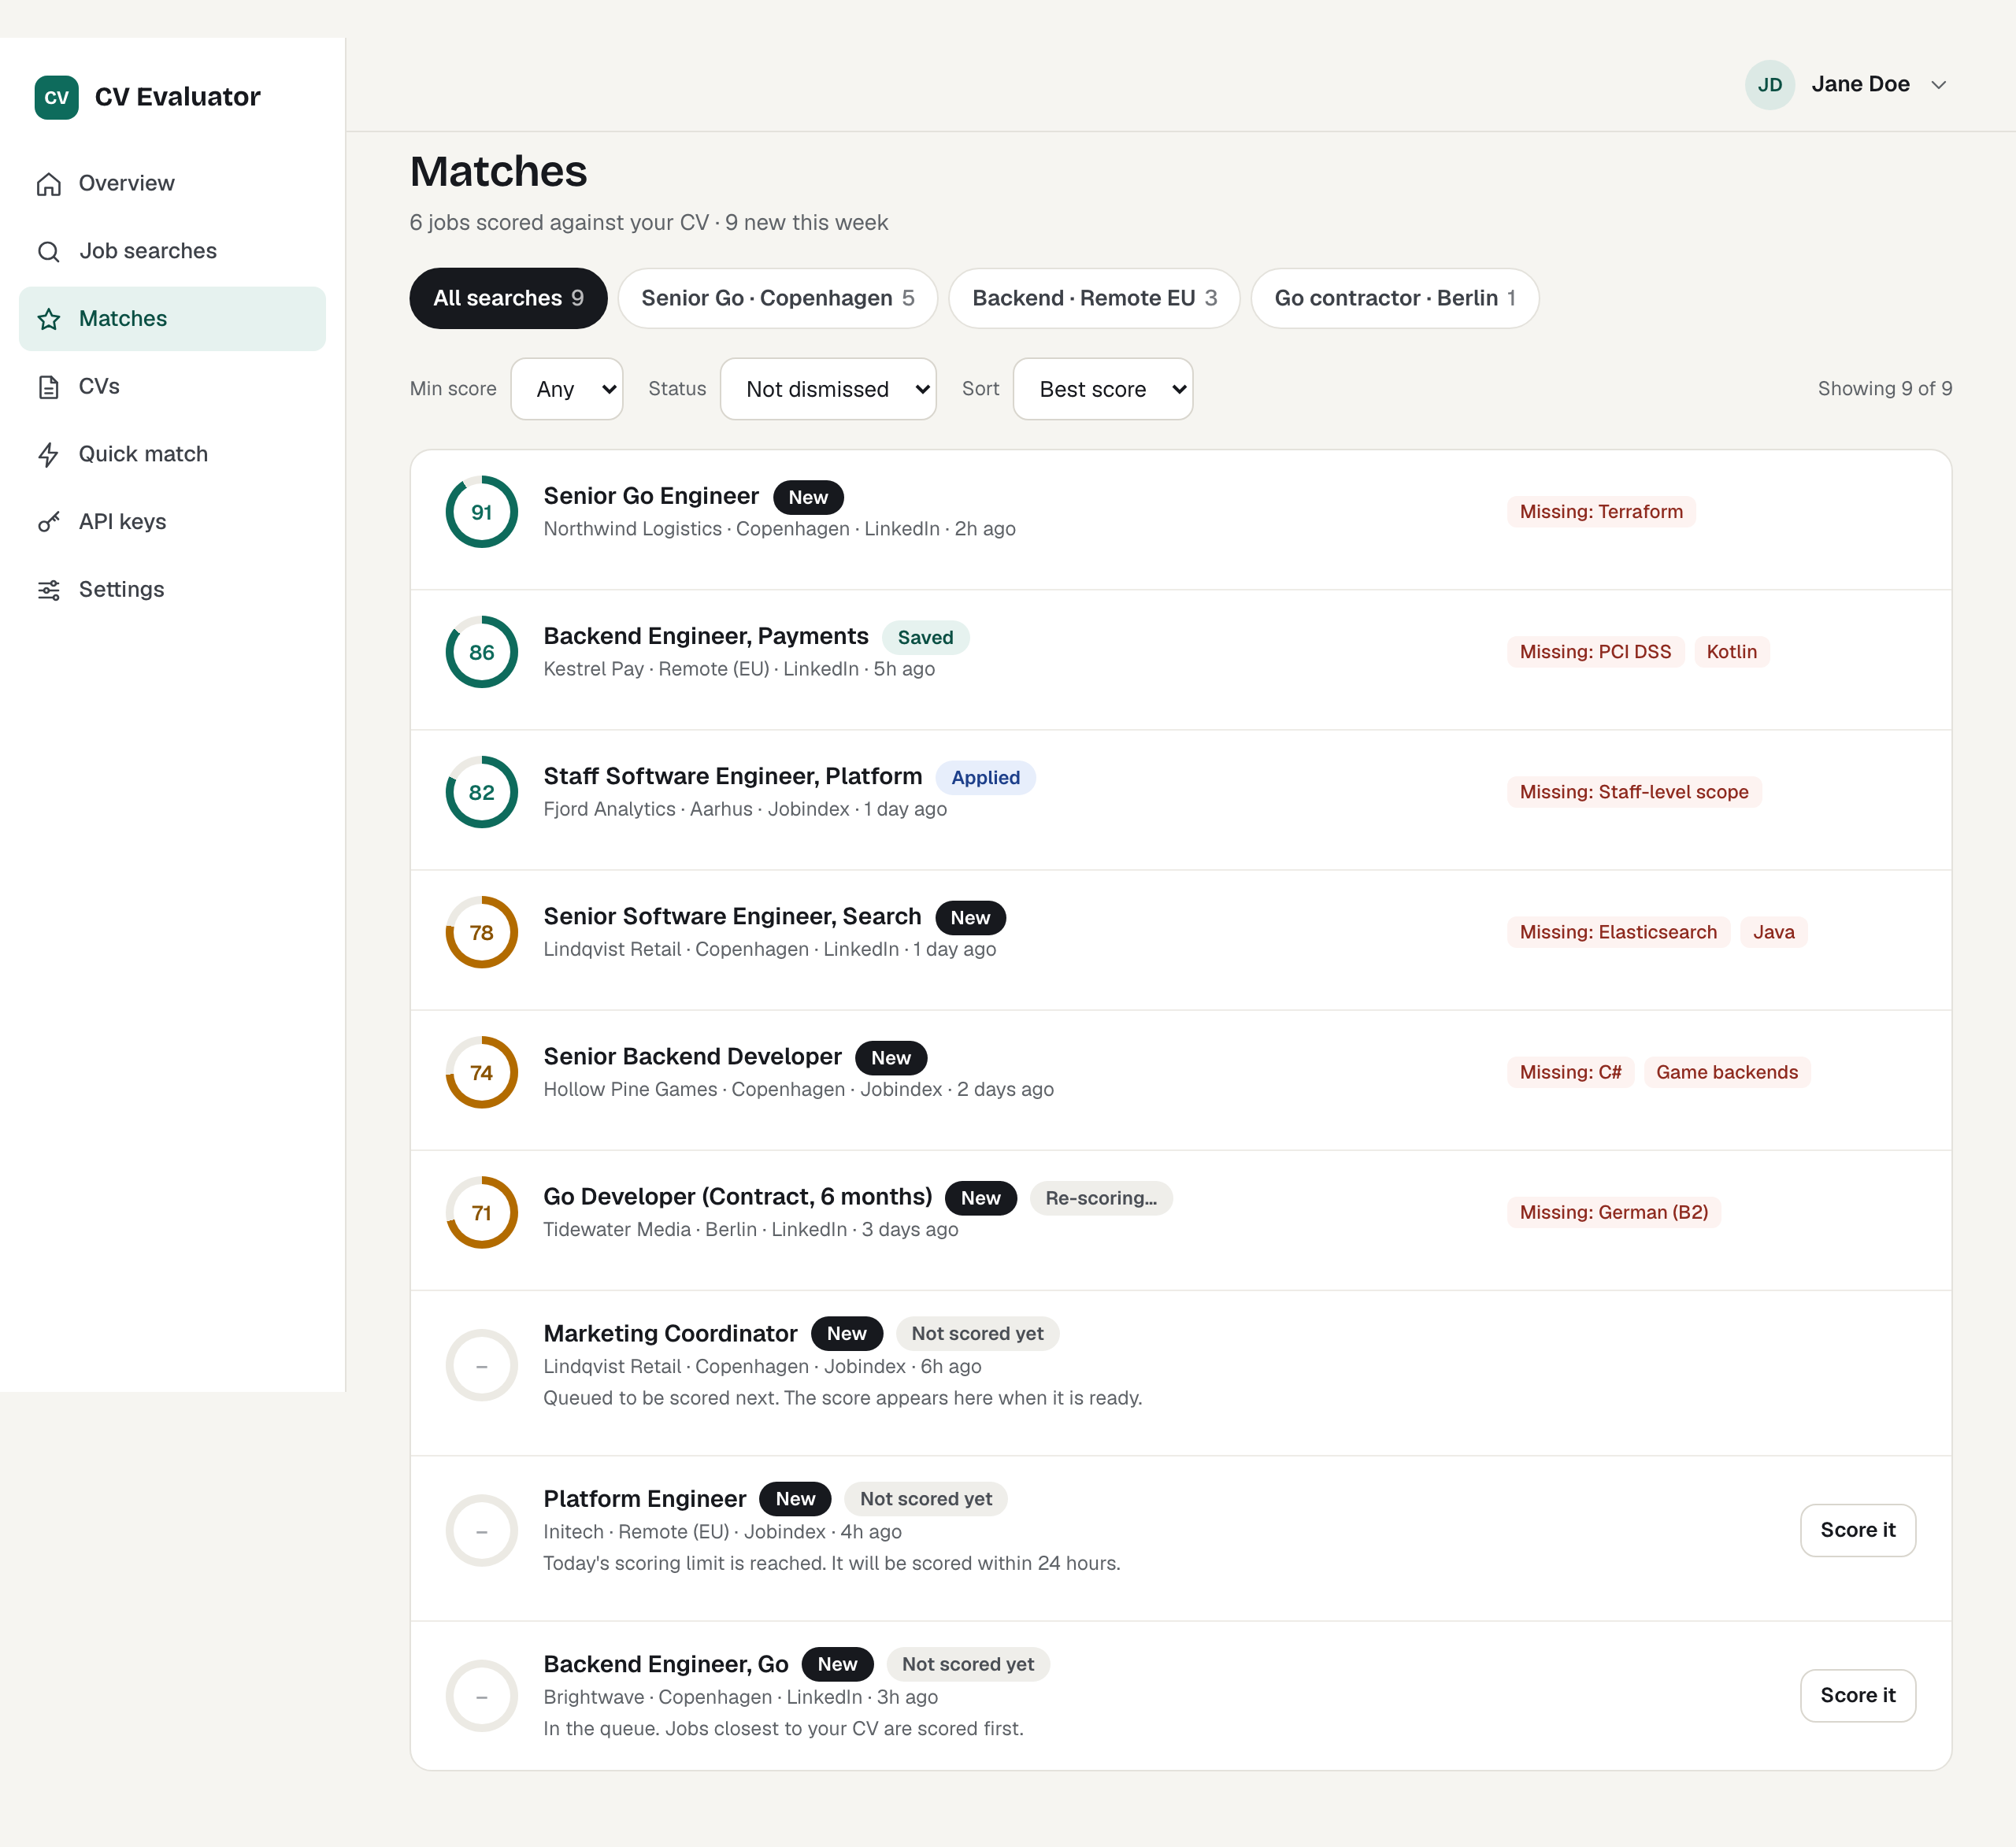 CV CV Evaluator
JD Jane Doe
Overview
Job searches
Matches
CVs
Quick match
API keys
Settings
Matches
6 jobs scored against your CV · 9 new this week
All searches 9 Senior Go · Copenhagen 5 Backend · Remote EU 3 Go contractor · Berlin 1
Min score Any Status Not dismissed Sort Best score Showing 9 of 9
91 Senior Go Engineer New
Northwind Logistics · Copenhagen · LinkedIn · 2h ago
Missing: Terraform
86 Backend Engineer, Payments Saved
Kestrel Pay · Remote (EU) · LinkedIn · 5h ago
Missing: PCI DSS Kotlin
82 Staff Software Engineer, Platform Applied
Fjord Analytics · Aarhus · Jobindex · 1 day ago
Missing: Staff-level scope
78 Senior Software Engineer, Search New
Lindqvist Retail · Copenhagen · LinkedIn · 1 day ago
Missing: Elasticsearch Java
74 Senior Backend Developer New
Hollow Pine Games · Copenhagen · Jobindex · 2 days ago
Missing: C# Game backends
71 Go Developer (Contract, 6 months) New Re-scoring…
Tidewater Media · Berlin · LinkedIn · 3 days ago
Missing: German (B2)
– Marketing Coordinator New Not scored yet
Lindqvist Retail · Copenhagen · Jobindex · 6h ago
Queued to be scored next. The score appears here when it is ready.
– Platform Engineer New Not scored yet
Initech · Remote (EU) · Jobindex · 4h ago
Today's scoring limit is reached. It will be scored within 24 hours.
Score it
– Backend Engineer, Go New Not scored yet
Brightwave · Copenhagen · LinkedIn · 3h ago
In the queue. Jobs closest to your CV are scored first.
Score it